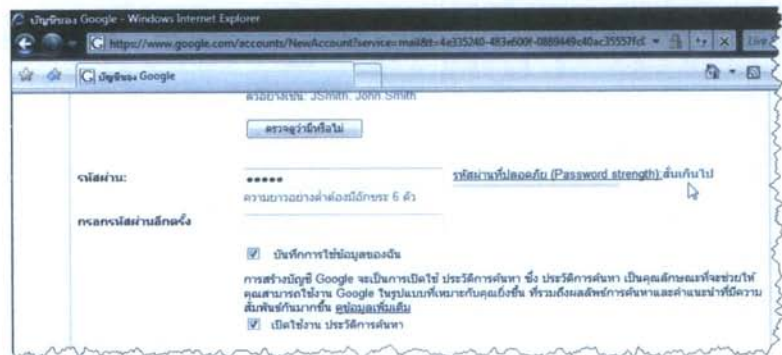 บัญชีของ Google - Windows Internet Explorer
G https://www.google.com/accounts/NewAccount?service=mail&t=4e335240-483e600f-0889449c40ac35557fc
Live
G บัญชีของ Google
ตัวอย่างเช่น: JSmith, John.Smith
ตรวจดูว่ามีหรือไม่
รหัสผ่าน:
รหัสผ่านที่ปลอดภัย (Password strength): สั้นเกินไป
ความยาวอย่างต่ำต้องมีอักขระ 6 ตัว
กรอกรหัสผ่านอีกครั้ง
บันทึกการใช้ข้อมูลของฉัน
การสร้างบัญชี Google จะเป็นการเปิดใช้ ประวัติการค้นหา ซึ่ง ประวัติการค้นหา เป็นคุณลักษณะที่จะช่วยให้
คุณสามารถใช้งาน Google ในรูปแบบที่เหมาะกับคุณยิ่งขึ้น ที่รวมถึงผลลัพธ์การค้นหาและคำแนะนำที่มีความ
สัมพันธ์กันมากขึ้น ดูข้อมูลเพิ่มเติม
เปิดใช้งาน ประวัติการค้นหา